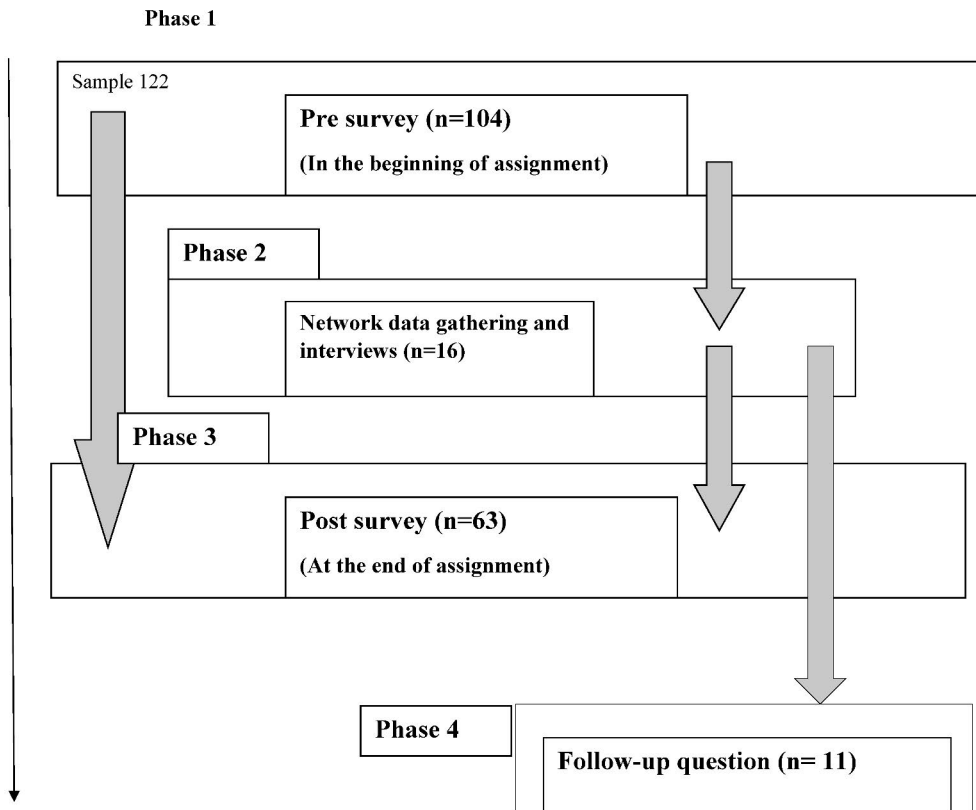 Phase 1
Sample 122
Pre survey (n=104)
(In the beginning of assignment)
Phase 2
Network data gathering and
interviews (n=16)
Phase 3
Post survey (n=63)
(At the end of assignment)
Phase 4
Follow-up question (n= 11)